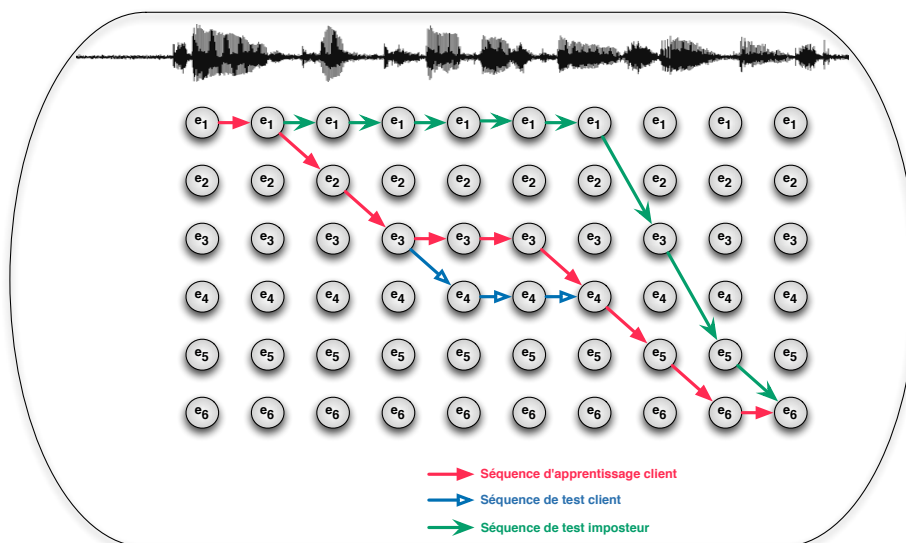 e1 e1 e1 e1 e1 e1 e1 e1 e1 e1
e2 e2 e2 e2 e2 e2 e2 e2 e2 e2
e3 e3 e3 e3 e3 e3 e3 e3 e3 e3
e4 e4 e4 e4 e4 e4 e4 e4 e4 e4
e5 e5 e5 e5 e5 e5 e5 e5 e5 e5
e6 e6 e6 e6 e6 e6 e6 e6 e6 e6
Séquence d'apprentissage client
Séquence de test client
Séquence de test imposteur